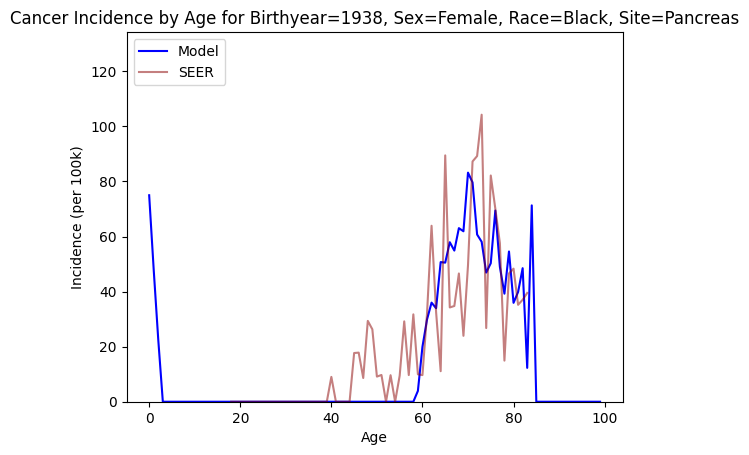 Cancer Incidence by Age for Birthyear=1938, Sex=Female, Race=Black, Site=Pancreas
Model
SEER
120
100
80
60
40
20
0
Incidence (per 100k)
0 20 40 60 80 100
Age